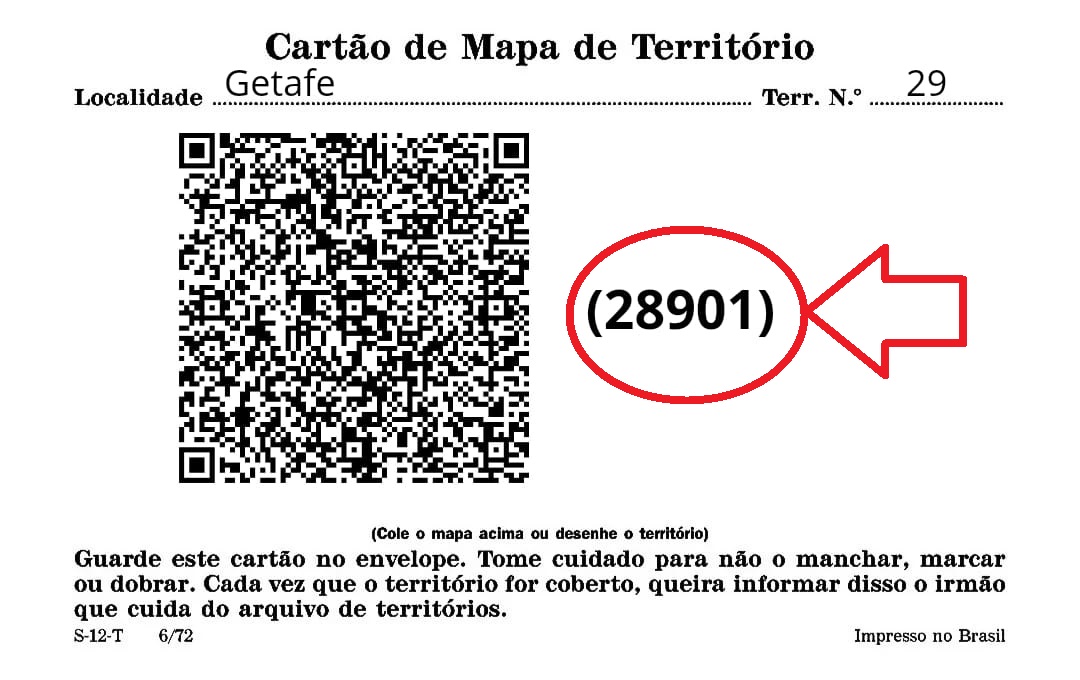 Cartão de Mapa de Território
Localidade Getafe Terr. N.º 29
(28901)
(Cole o mapa acima ou desenhe o território)
Guarde este cartão no envelope. Tome cuidado para não o manchar, marcar
ou dobrar. Cada vez que o território for coberto, queira informar disso o irmão
que cuida do arquivo de territórios.
S-12-T 6/72 Impresso no Brasil